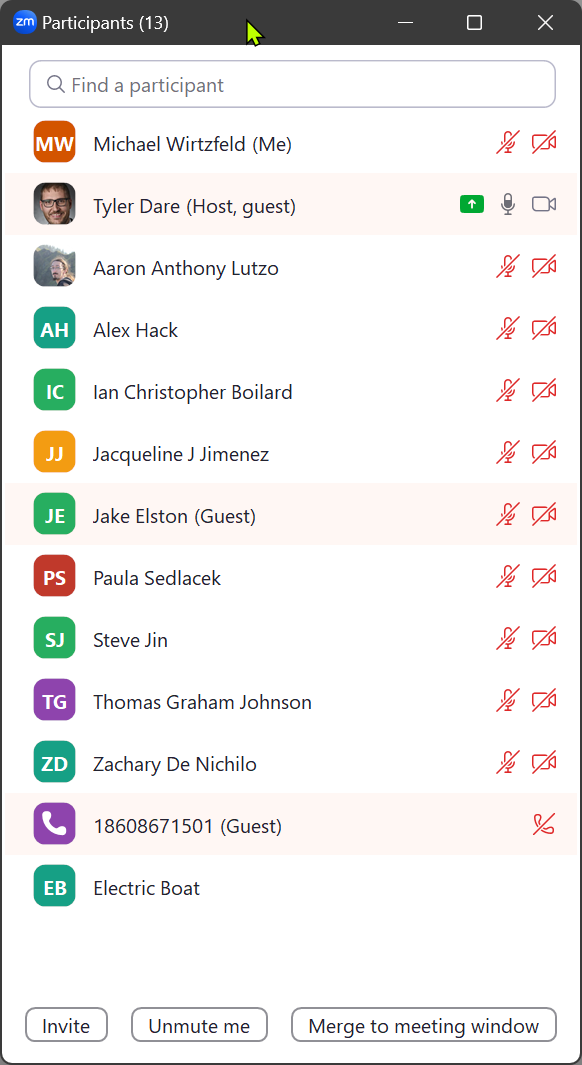 zm Participants (13)
Find a participant
MW Michael Wirtzfeld (Me)
Tyler Dare (Host, guest)
Aaron Anthony Lutzo
AH Alex Hack
IC Ian Christopher Boilard
JJ Jacqueline J Jimenez
JE Jake Elston (Guest)
PS Paula Sedlacek
SJ Steve Jin
TG Thomas Graham Johnson
ZD Zachary De Nichilo
18608671501 (Guest)
EB Electric Boat
Invite Unmute me Merge to meeting window